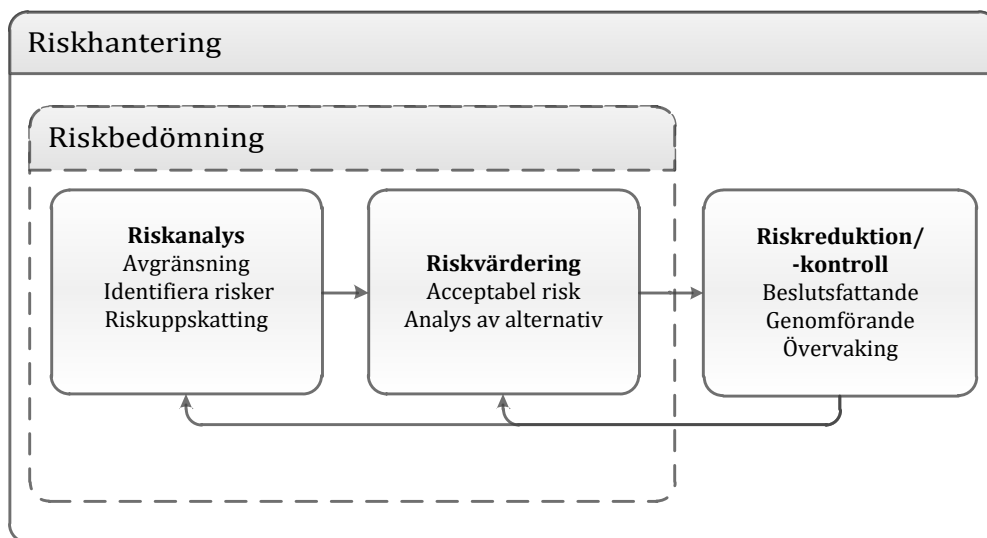 Riskhantering
Riskbedömning
Riskanalys
Avgränsning
Identifiera risker
Riskuppskatting
Riskvärdering
Acceptabel risk
Analys av alternativ
Riskreduktion/
-kontroll
Beslutsfattande
Genomförande
Övervaking